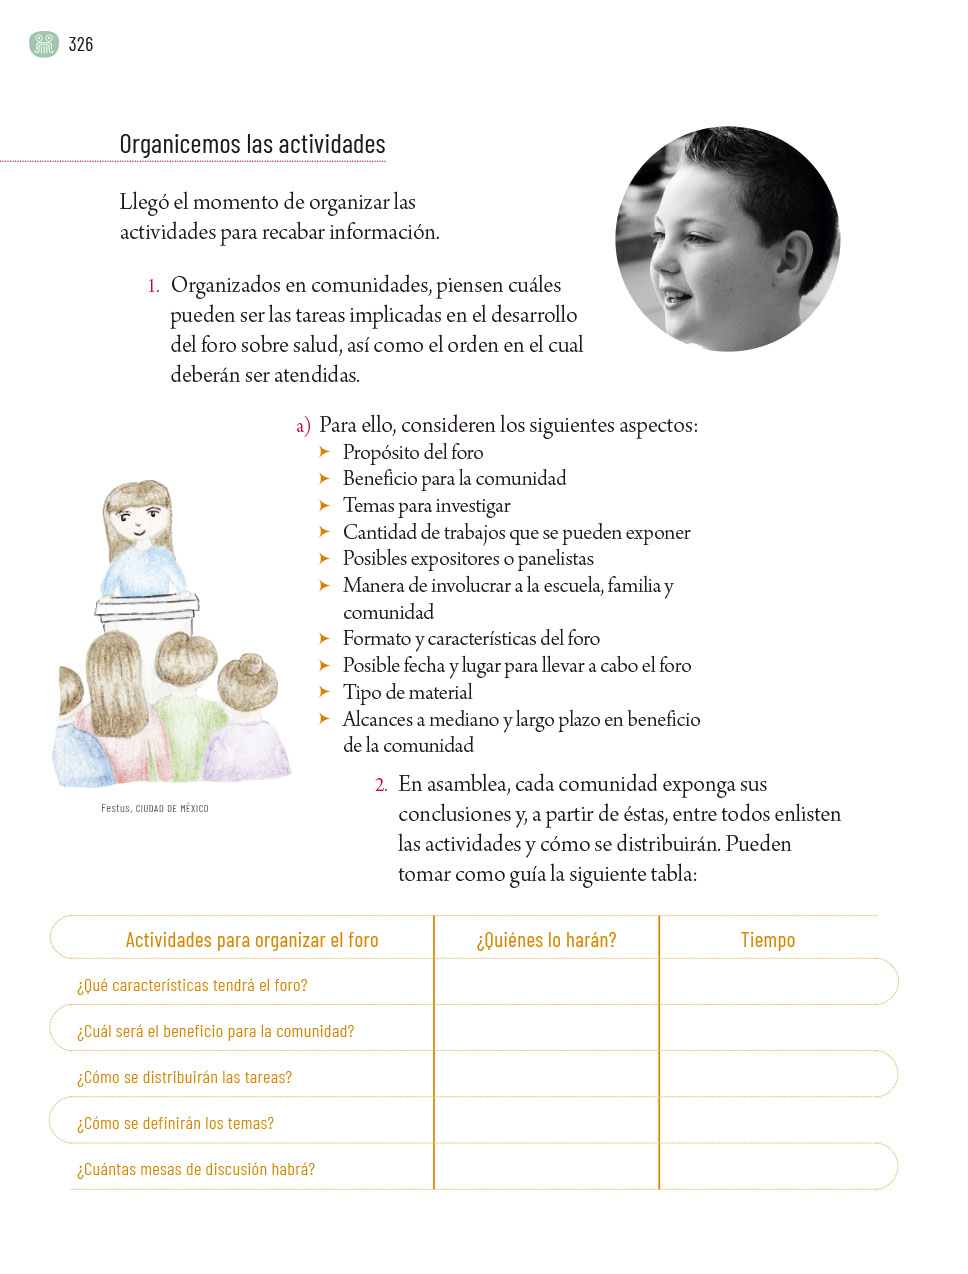 326
Organicemos las actividades
Llegó el momento de organizar las
actividades para recabar información.
1. Organizados en comunidades, piensen cuáles
pueden ser las tareas implicadas en el desarrollo
del foro sobre salud, así como el orden en el cual
deberán ser atendidas.
a) Para ello, consideren los siguientes aspectos:
➤ Propósito del foro
➤ Beneficio para la comunidad
➤ Temas para investigar
➤ Cantidad de trabajos que se pueden exponer
➤ Posibles expositores o panelistas
➤ Manera de involucrar a la escuela, familia y
comunidad
➤ Formato y características del foro
➤ Posible fecha y lugar para llevar a cabo el foro
➤ Tipo de material
➤ Alcances a mediano y largo plazo en beneficio
de la comunidad
Festus, CIUDAD DE MÉXICO
2. En asamblea, cada comunidad exponga sus
conclusiones y, a partir de éstas, entre todos enlisten
las actividades y cómo se distribuirán. Pueden
tomar como guía la siguiente tabla:
Actividades para organizar el foro ¿Quiénes lo harán? Tiempo
¿Qué características tendrá el foro?
¿Cuál será el beneficio para la comunidad?
¿Cómo se distribuirán las tareas?
¿Cómo se definirán los temas?
¿Cuántas mesas de discusión habrá?